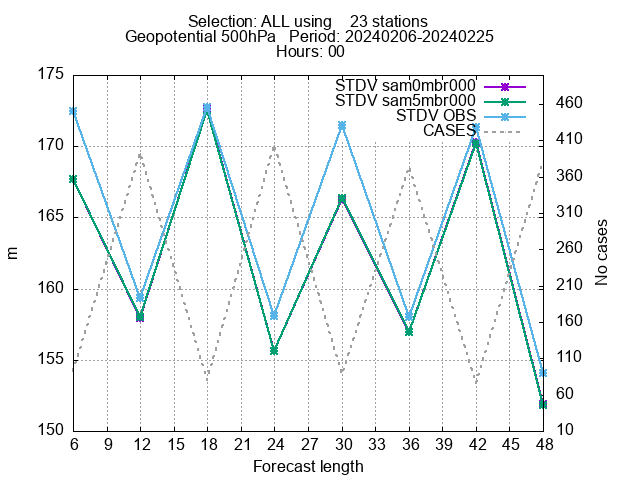 Selection: ALL using    23 stations
Geopotential 500hPa   Period: 20240206-20240225
Hours: 00
STDV sam0mbr000
STDV sam5mbr000
STDV OBS
CASES
175
170
165
160
155
150
m
460
410
360
310
260
210
160
110
60
10
No cases
6 9 12 15 18 21 24 27 30 33 36 39 42 45 48
Forecast length